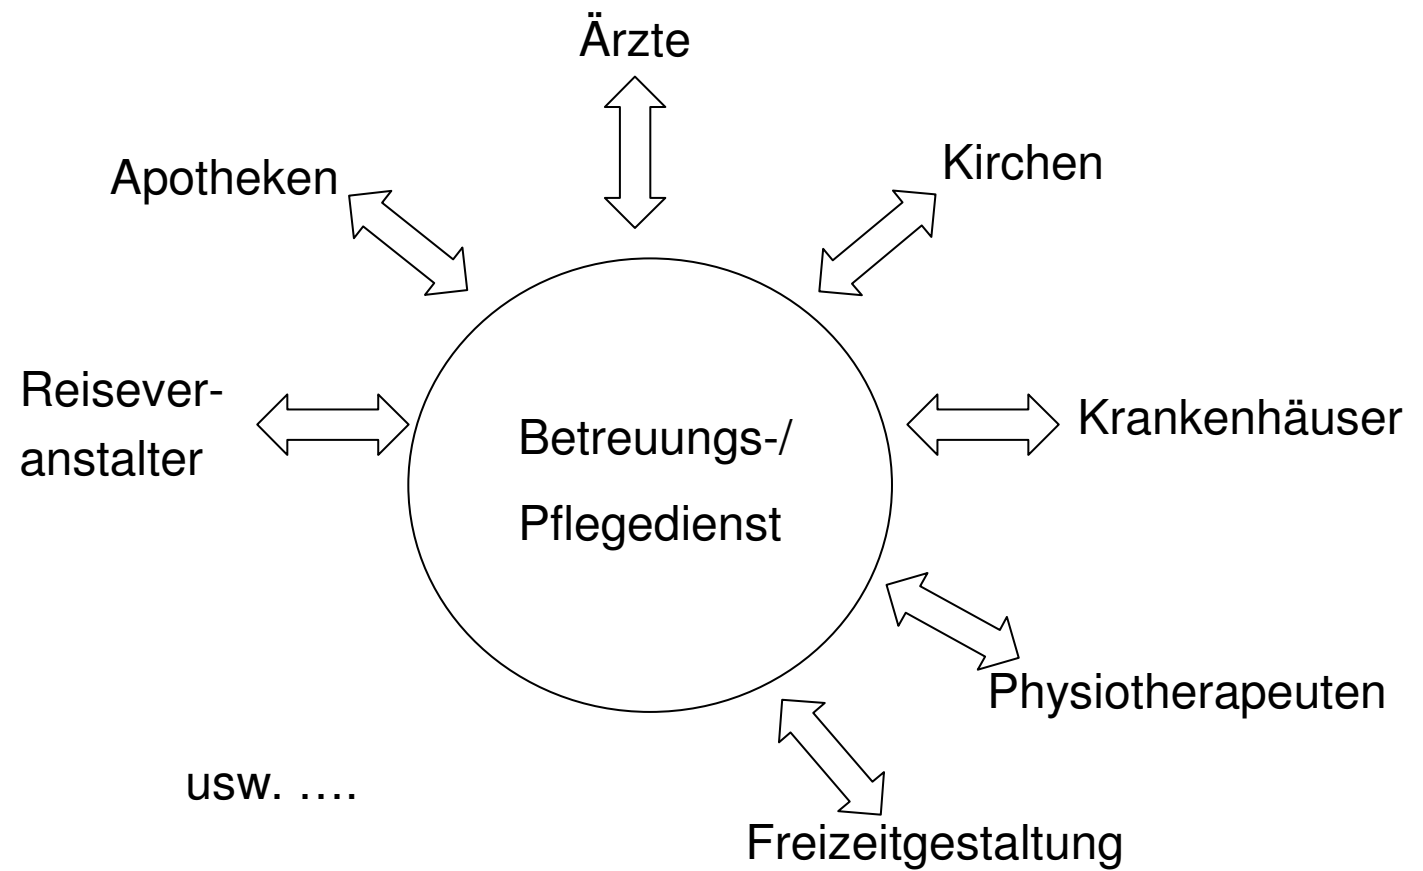 Ärzte
Apotheken
Kirchen
Reisever-
anstalter
Krankenhäuser
Betreuungs-/
Pflegedienst
Physiotherapeuten
usw. ….
Freizeitgestaltung